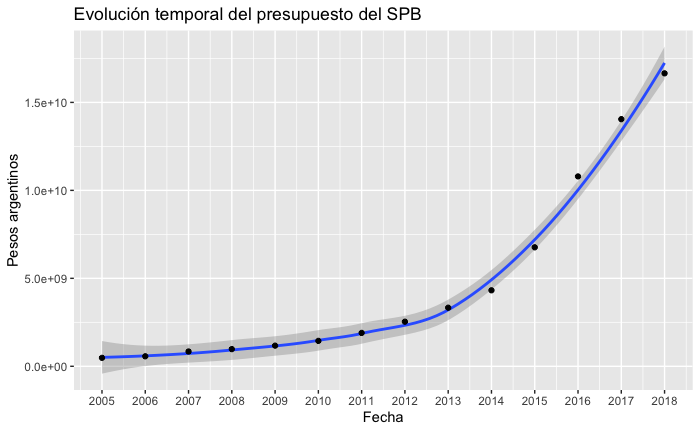 Evolución temporal del presupuesto del SPB
Pesos argentinos
1.5e+10
1.0e+10
5.0e+09
0.0e+00
2005 2006 2007 2008 2009 2010 2011 2012 2013 2014 2015 2016 2017 2018
Fecha